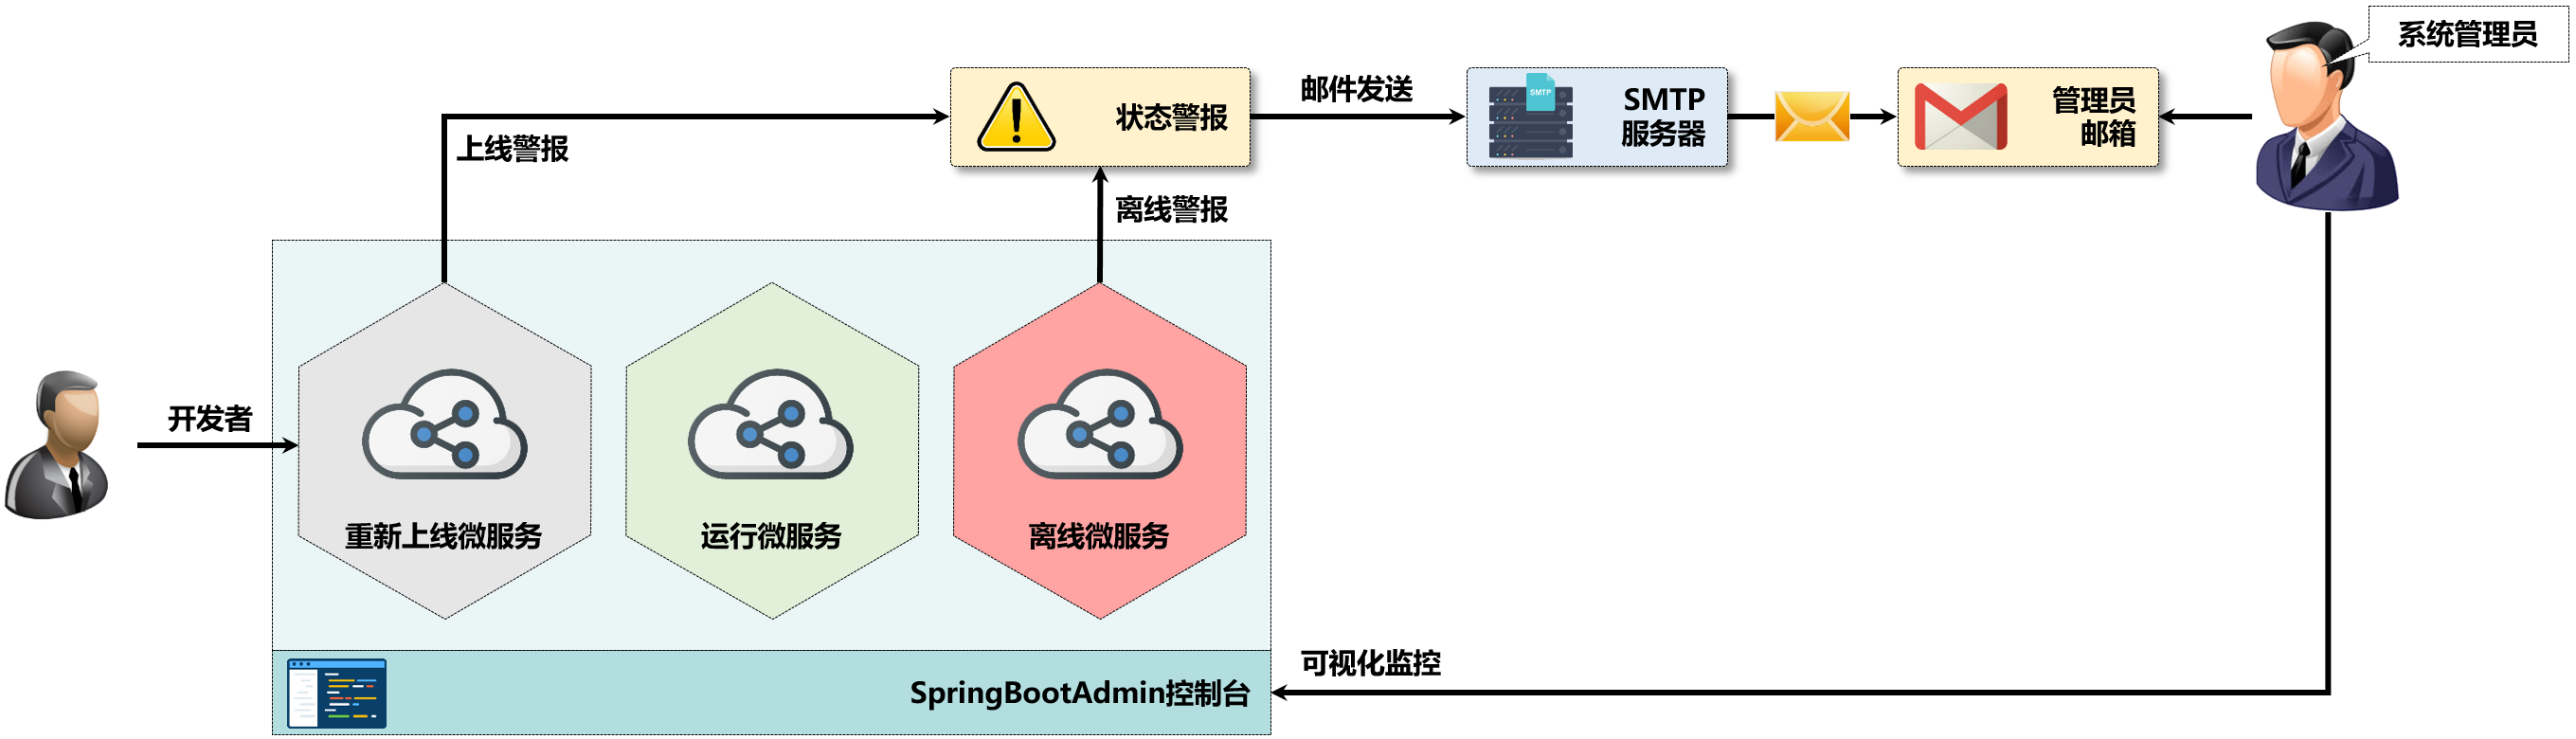 系统管理员
邮件发送
SMTP
SMTP
服务器
管理员
邮箱
状态警报
上线警报
离线警报
开发者
重新上线微服务
运行微服务
离线微服务
可视化监控
SpringBootAdmin控制台